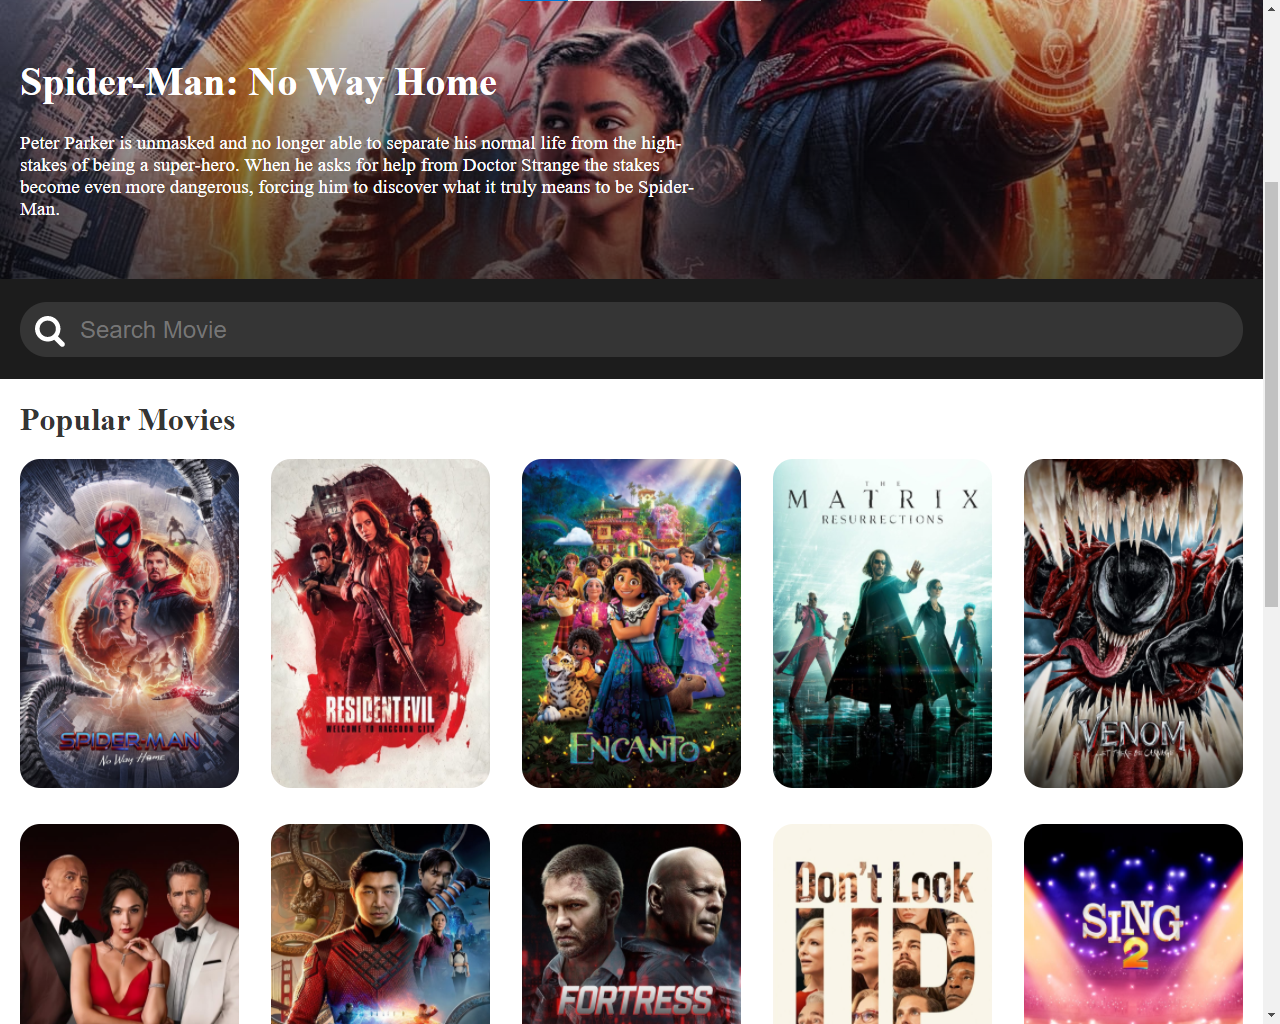 Spider-Man: No Way Home
Peter Parker is unmasked and no longer able to separate his normal life from the high-
stakes of being a super-hero. When he asks for help from Doctor Strange the stakes
become even more dangerous, forcing him to discover what it truly means to be Spider-
Man.
Search Movie
Popular Movies
SPIDER-MAN
No Way Home
RESIDENT EVIL
WELCOME TO RACCOON CITY
ENCANTO
THE
MATRIX
RESURRECTIONS
VENOM
LET THERE BE CARNAGE
FORTRESS
Don't Look
UP
SING
2